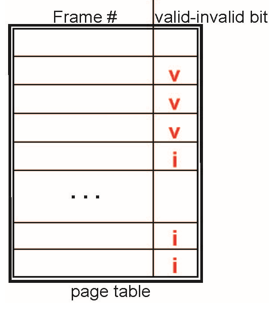 Frame # valid-invalid bit
v
v
v
i
...
i
i
page table